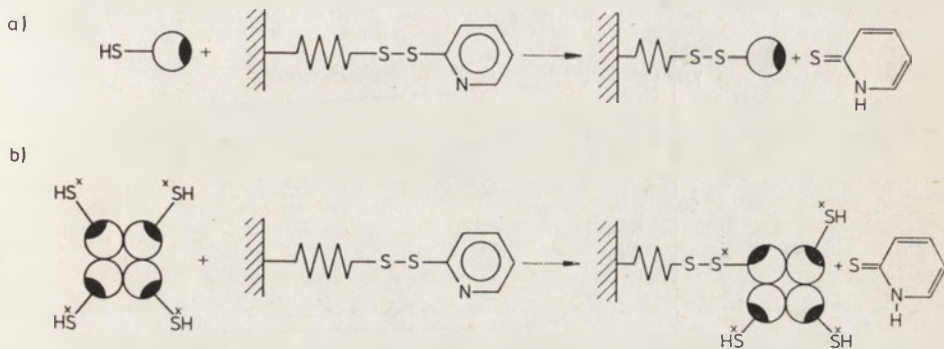 a)
HS
+
S-S
N
S-S
+
S=
N
H
b)
HS x
x SH
HS x
x SH
+
S-S
N
S-S x
x SH
HS x
x SH
+
S=
N
H